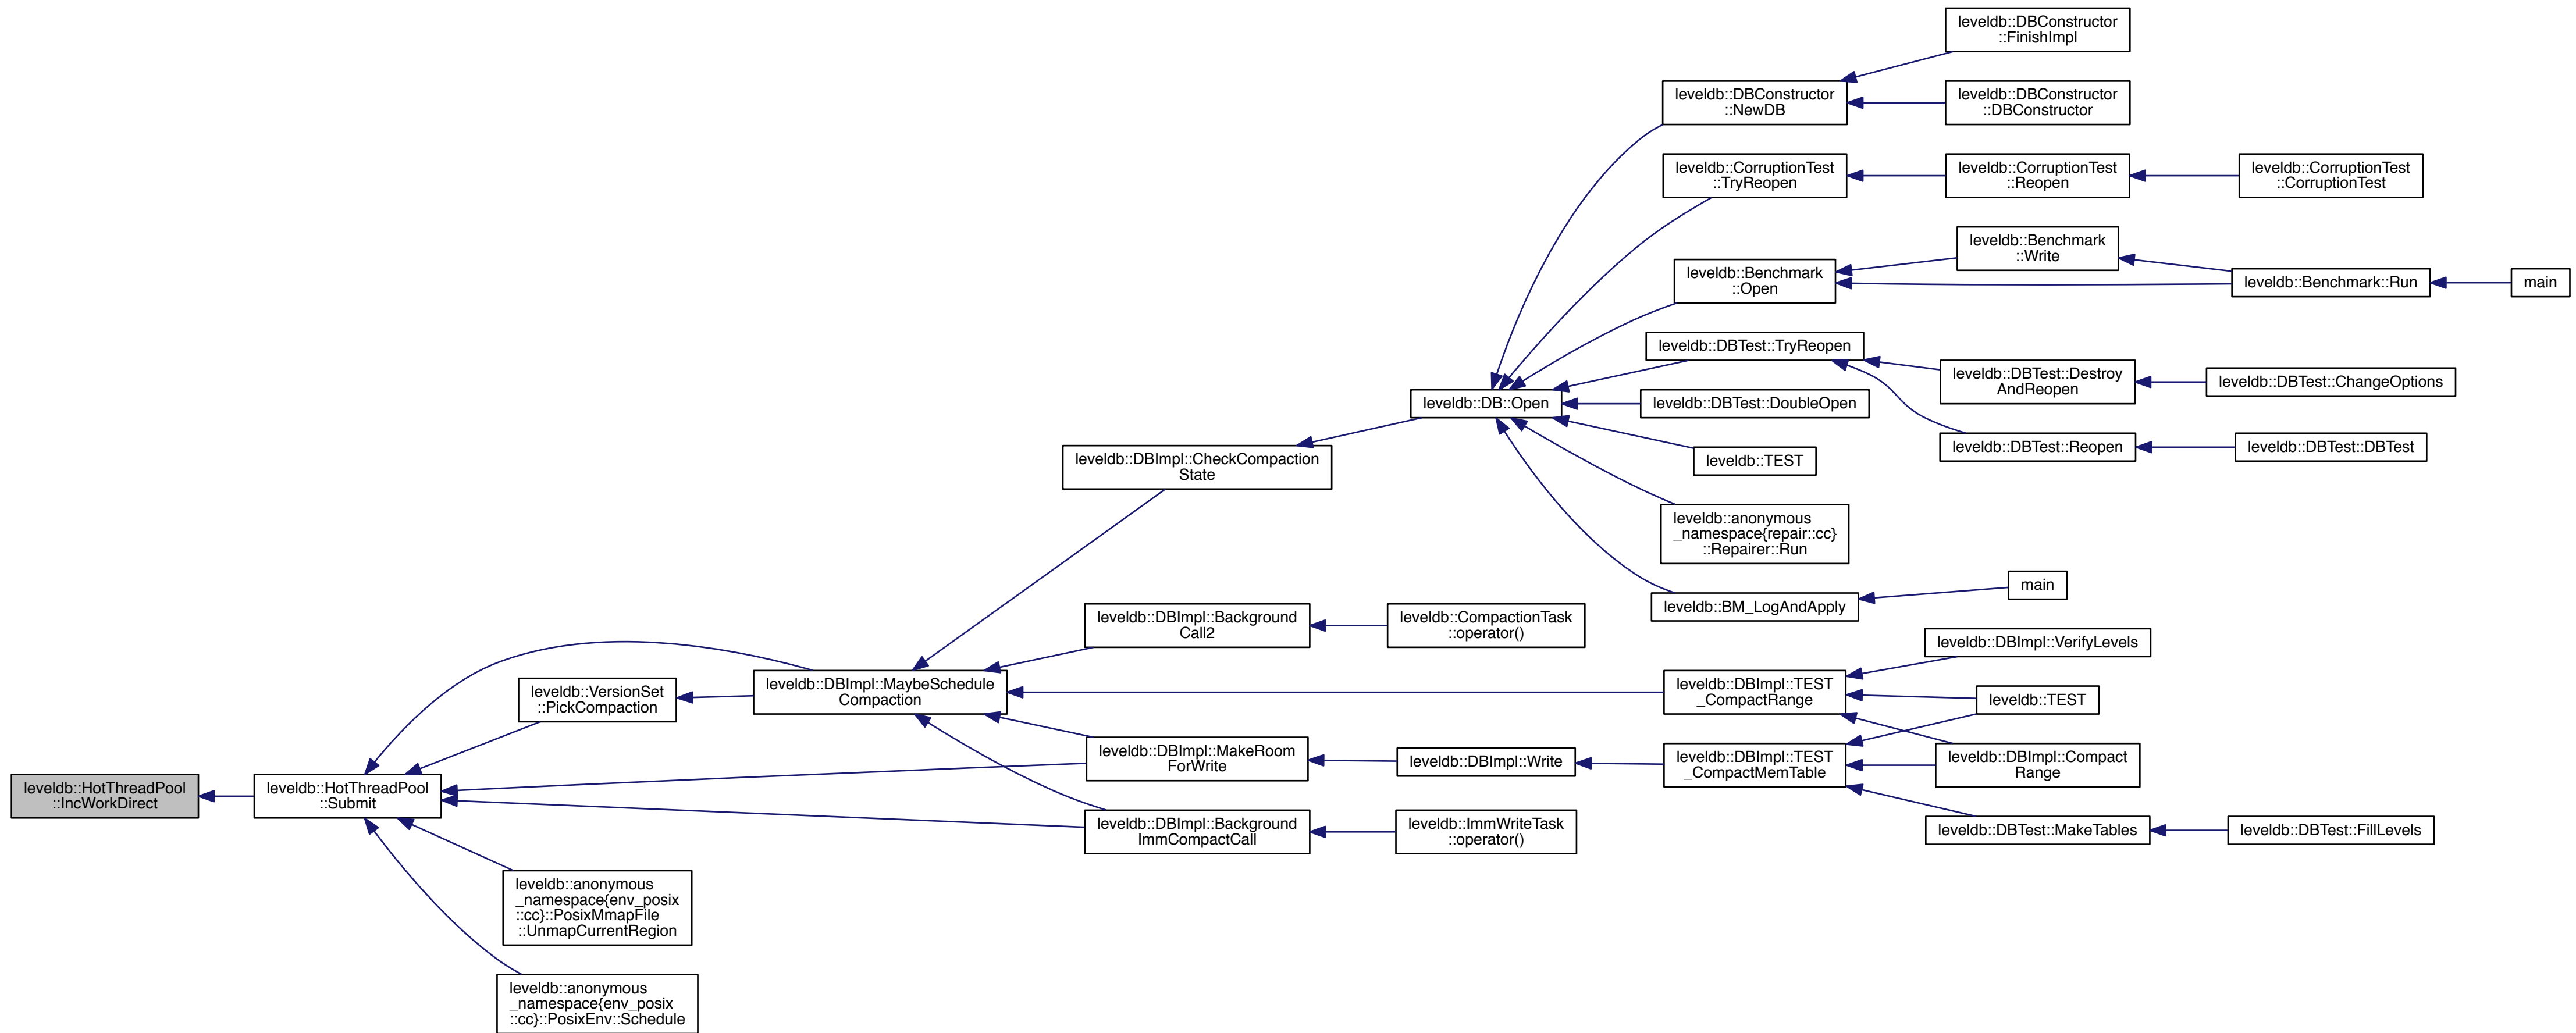 leveldb::DBConstructor
::FinishImpl
leveldb::DBConstructor
::NewDB
leveldb::DBConstructor
::DBConstructor
leveldb::CorruptionTest
::TryReopen
leveldb::CorruptionTest
::Reopen
leveldb::CorruptionTest
::CorruptionTest
leveldb::Benchmark
::Write
leveldb::Benchmark
::Open
leveldb::Benchmark::Run
main
leveldb::DBTest::TryReopen
leveldb::DBTest::Destroy
AndReopen
leveldb::DBTest::ChangeOptions
leveldb::DB::Open
leveldb::DBTest::DoubleOpen
leveldb::DBImpl::CheckCompaction
State
leveldb::TEST
leveldb::DBTest::Reopen
leveldb::DBTest::DBTest
leveldb::anonymous
_namespace{repair::cc}
::Repairer::Run
main
leveldb::BM_LogAndApply
leveldb::DBImpl::Background
Call2
leveldb::CompactionTask
::operator()
leveldb::DBImpl::VerifyLevels
leveldb::VersionSet
::PickCompaction
leveldb::DBImpl::MaybeSchedule
Compaction
leveldb::DBImpl::TEST
_CompactRange
leveldb::TEST
leveldb::DBImpl::MakeRoom
ForWrite
leveldb::DBImpl::Write
leveldb::DBImpl::TEST
_CompactMemTable
leveldb::DBImpl::Compact
Range
leveldb::HotThreadPool
::IncWorkDirect
leveldb::HotThreadPool
::Submit
leveldb::DBImpl::Background
ImmCompactCall
leveldb::ImmWriteTask
::operator()
leveldb::DBTest::MakeTables
leveldb::DBTest::FillLevels
leveldb::anonymous
_namespace{env_posix
::cc}::PosixMmapFile
::UnmapCurrentRegion
leveldb::anonymous
_namespace{env_posix
::cc}::PosixEnv::Schedule